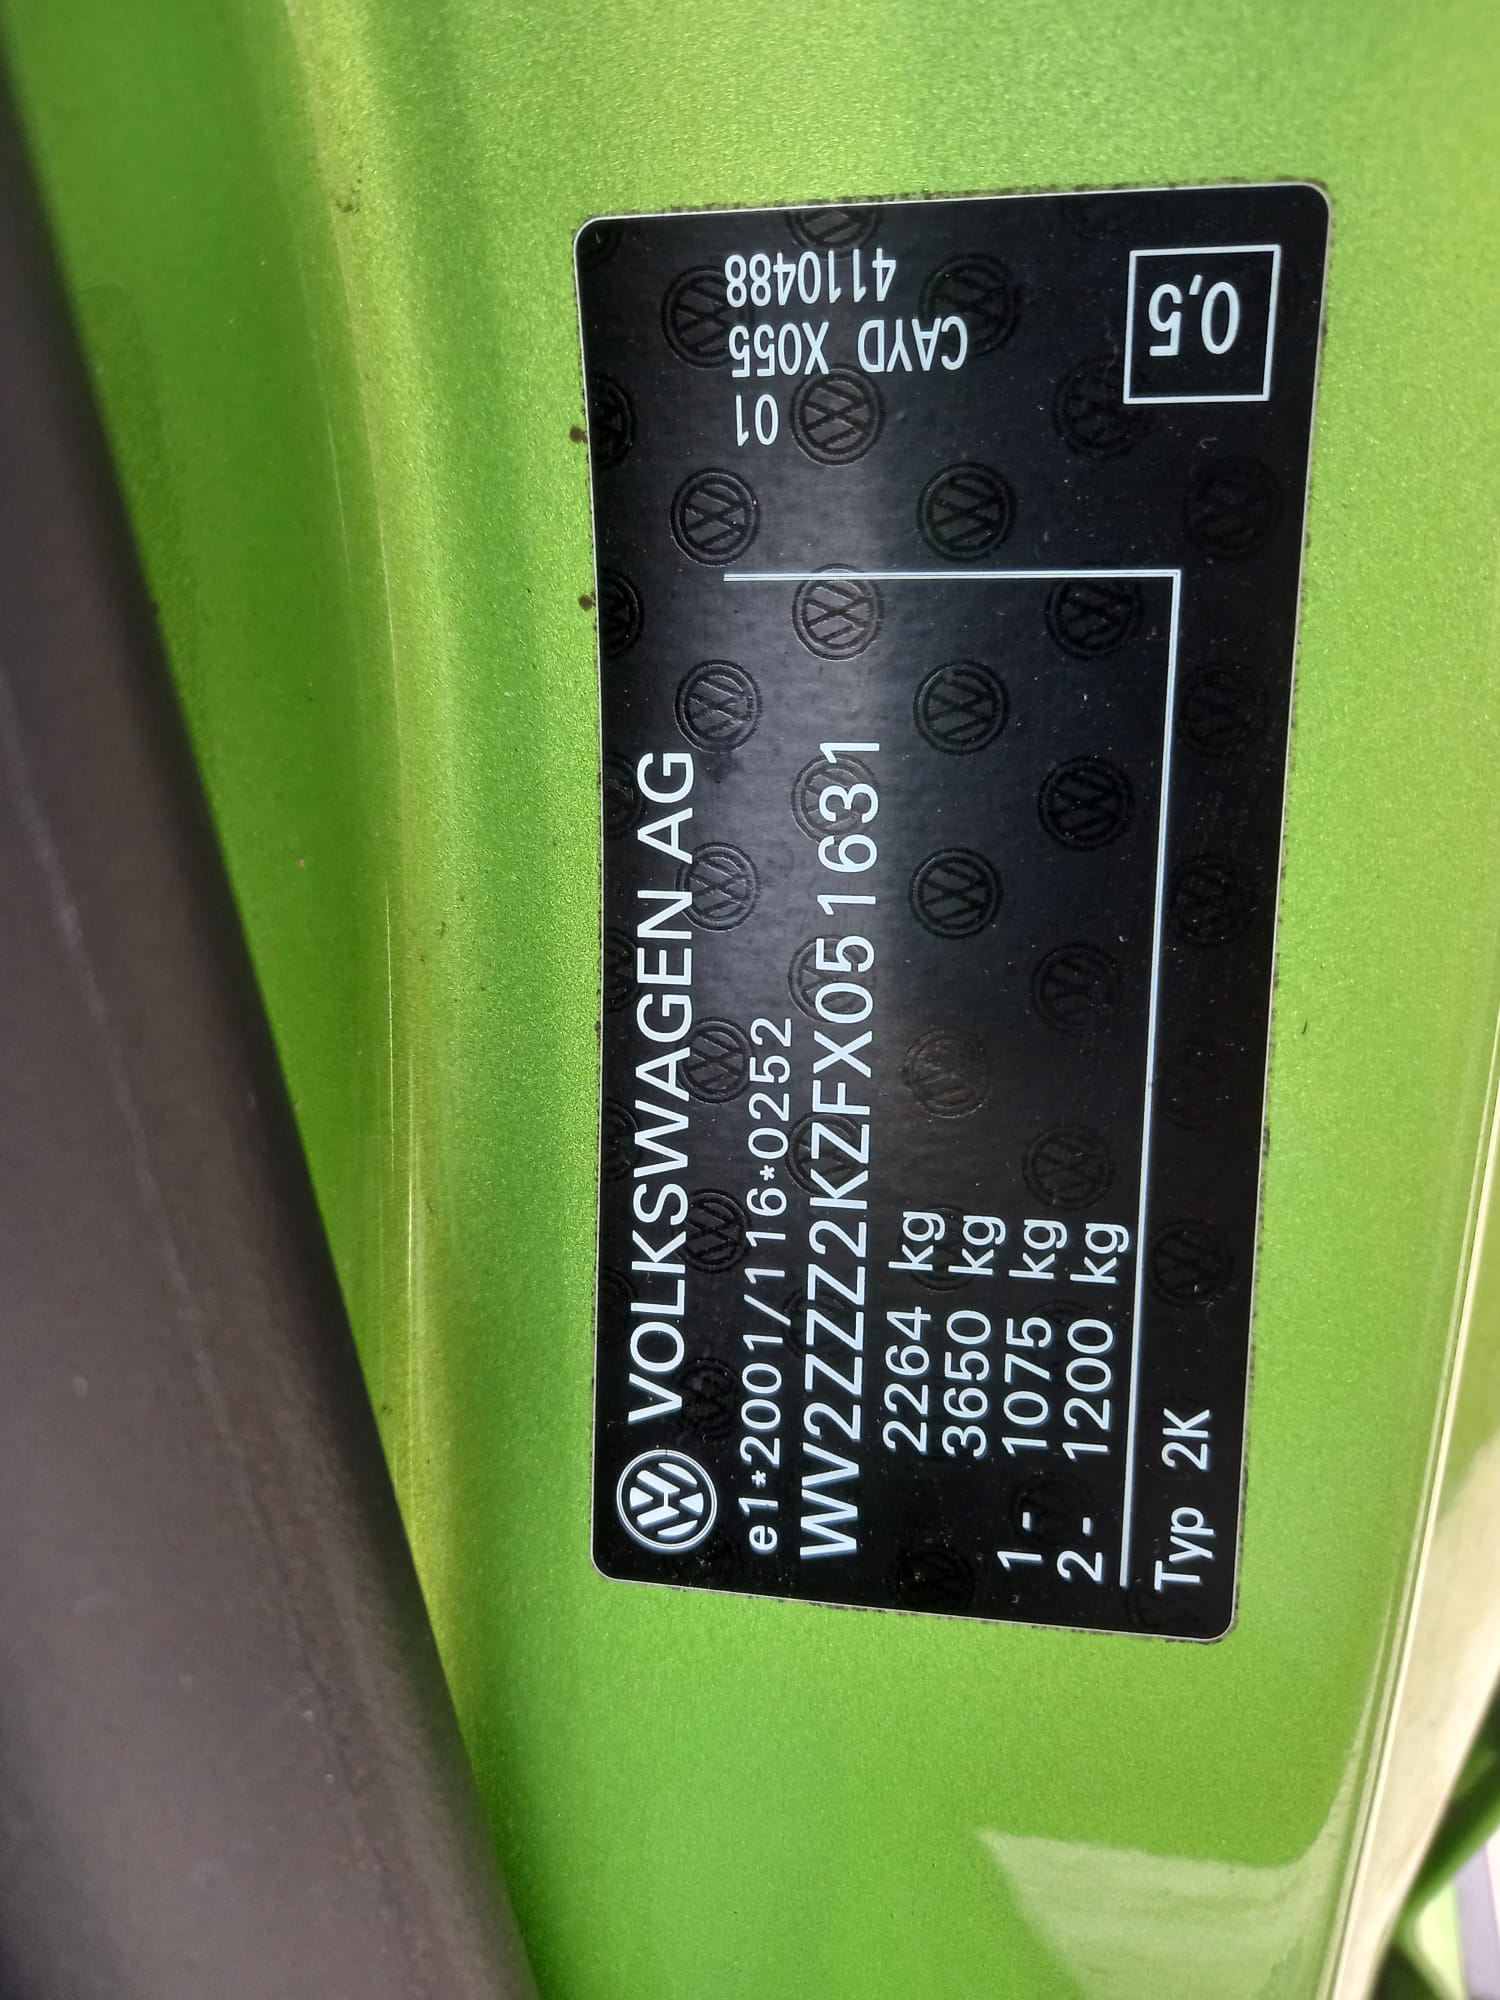 VOLKSWAGEN AG
e1*2001/116*0252
WV2ZZZ2KZFX051631
2264 kg
3650 kg
1- 1075 kg
2- 1200 kg
Typ 2K
4110488
CAYD X055
01
0,5